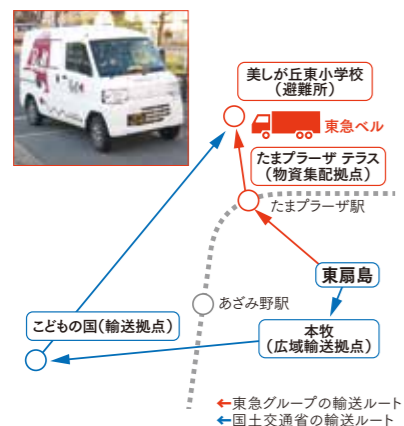 美しが丘東小学校
(避難所)
東急ベル
たまプラーザ テラス
(物資集配拠点)
たまプラーザ駅
東扇島
あざみ野駅
こどもの国(輸送拠点)
本牧
(広域輸送拠点)
←東急グループの輸送ルート
←国土交通省の輸送ルート